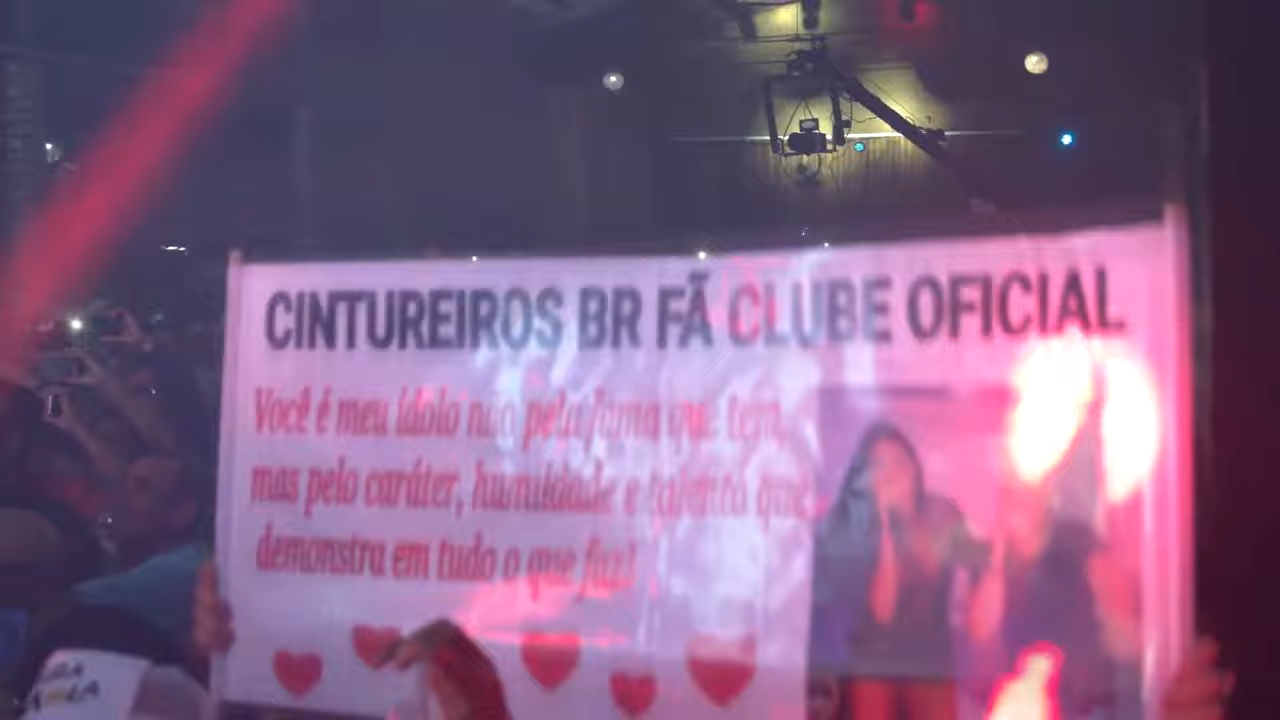 CINTUREIROS BR FÃ CLUBE OFICIAL
Você é meu ídolo não pela fama que tem,
mas pelo caráter, humildade e talento que
demonstra em tudo o que faz!